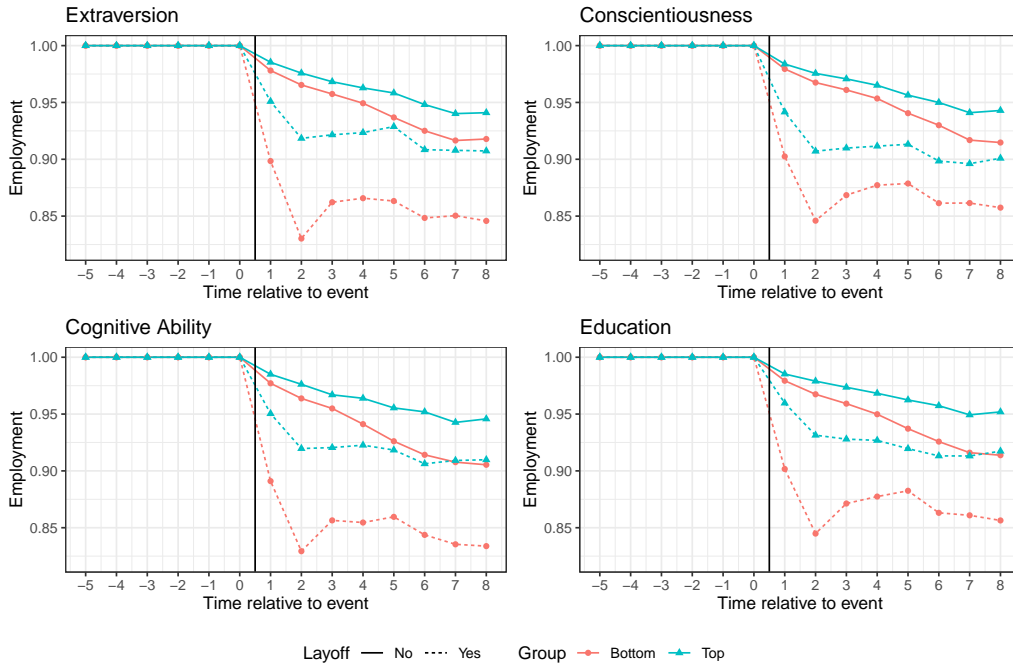 Extraversion
Conscientiousness
1.00
0.95
0.90
0.85
Employment
−5 −4 −3 −2 −1 0 1 2 3 4 5 6 7 8
Time relative to event
1.00
0.95
0.90
0.85
Employment
−5 −4 −3 −2 −1 0 1 2 3 4 5 6 7 8
Time relative to event
Cognitive Ability
Education
1.00
0.95
0.90
0.85
Employment
−5 −4 −3 −2 −1 0 1 2 3 4 5 6 7 8
Time relative to event
1.00
0.95
0.90
0.85
Employment
−5 −4 −3 −2 −1 0 1 2 3 4 5 6 7 8
Time relative to event
Layoff No Yes Group Bottom Top